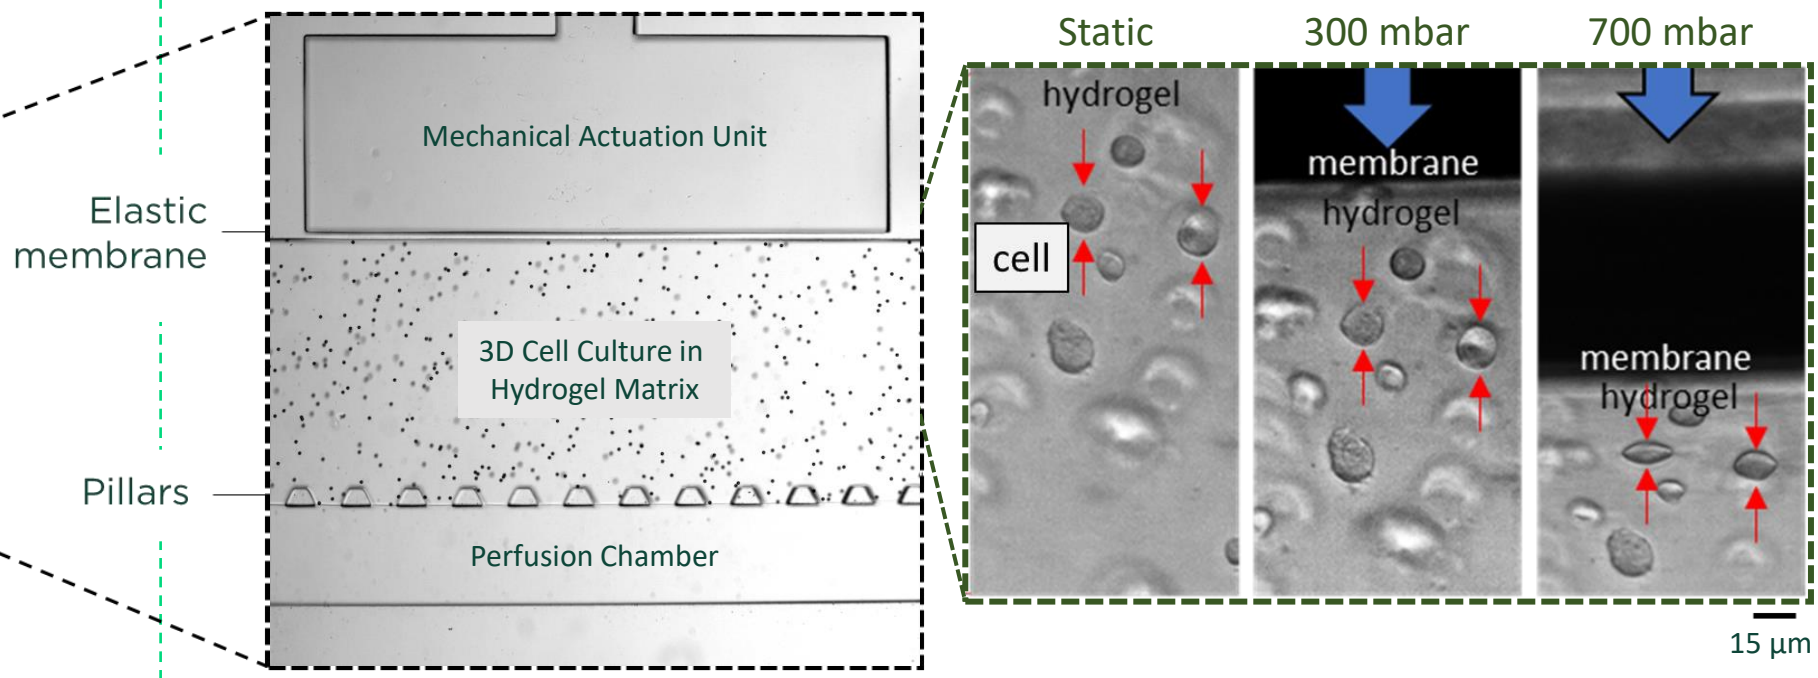 Elastic
membrane
Pillars
Mechanical Actuation Unit
3D Cell Culture in
Hydrogel Matrix
Perfusion Chamber
Static
300 mbar
700 mbar
hydrogel
cell
membrane
hydrogel
membrane
hydrogel
15 µm